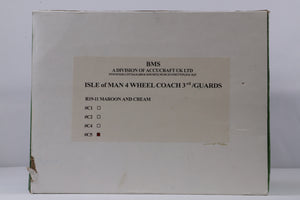 BMS
A DIVISION OF ACCUCRAFT UK LTD
ISLE of MAN 4 WHEEL COACH 3rd /GUARDS
R19-11 MAROON AND CREAM
#C1 ☐
#C2 ☐
#C4 ☐
#C5 ■